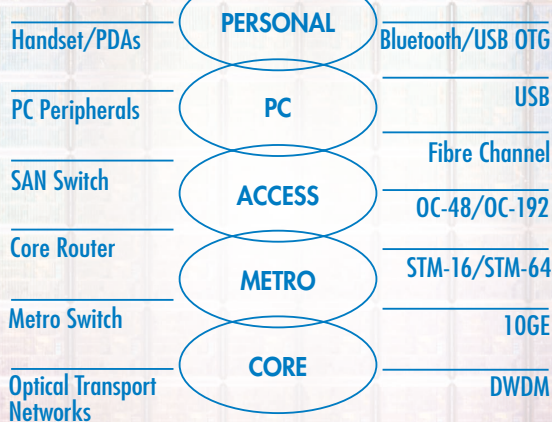 PERSONAL
Handset/PDAs
Bluetooth/USB OTG
PC Peripherals
PC
USB
Fibre Channel
SAN Switch
ACCESS
OC-48/OC-192
Core Router
METRO
STM-16/STM-64
Metro Switch
10GE
CORE
Optical Transport
Networks
DWDM